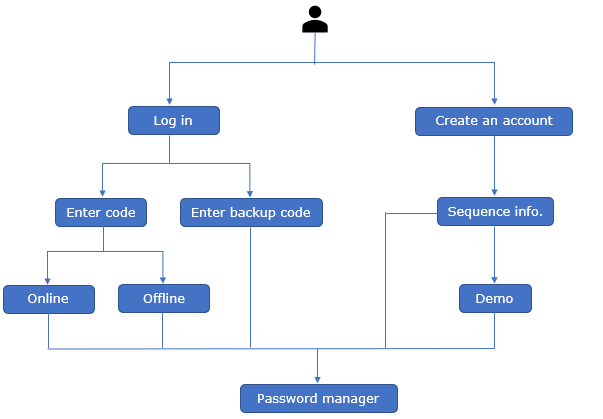 Log in
Create an account
Enter code
Enter backup code
Sequence info.
Online
Offline
Demo
Password manager